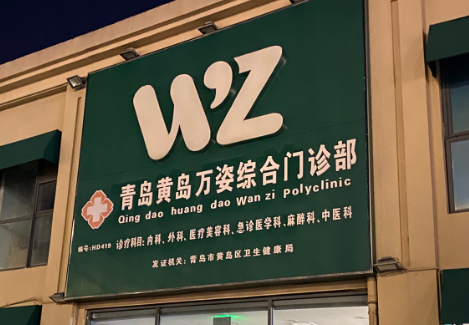 W'Z
青岛黄岛万姿综合门诊部
Qing dao huang dao Wan zi Polyclinic
编号:HD419 诊疗科目:内科、外科、医疗美容科、急诊医学科、麻醉科、中医科
发证机关:青岛市黄岛区卫生健康局